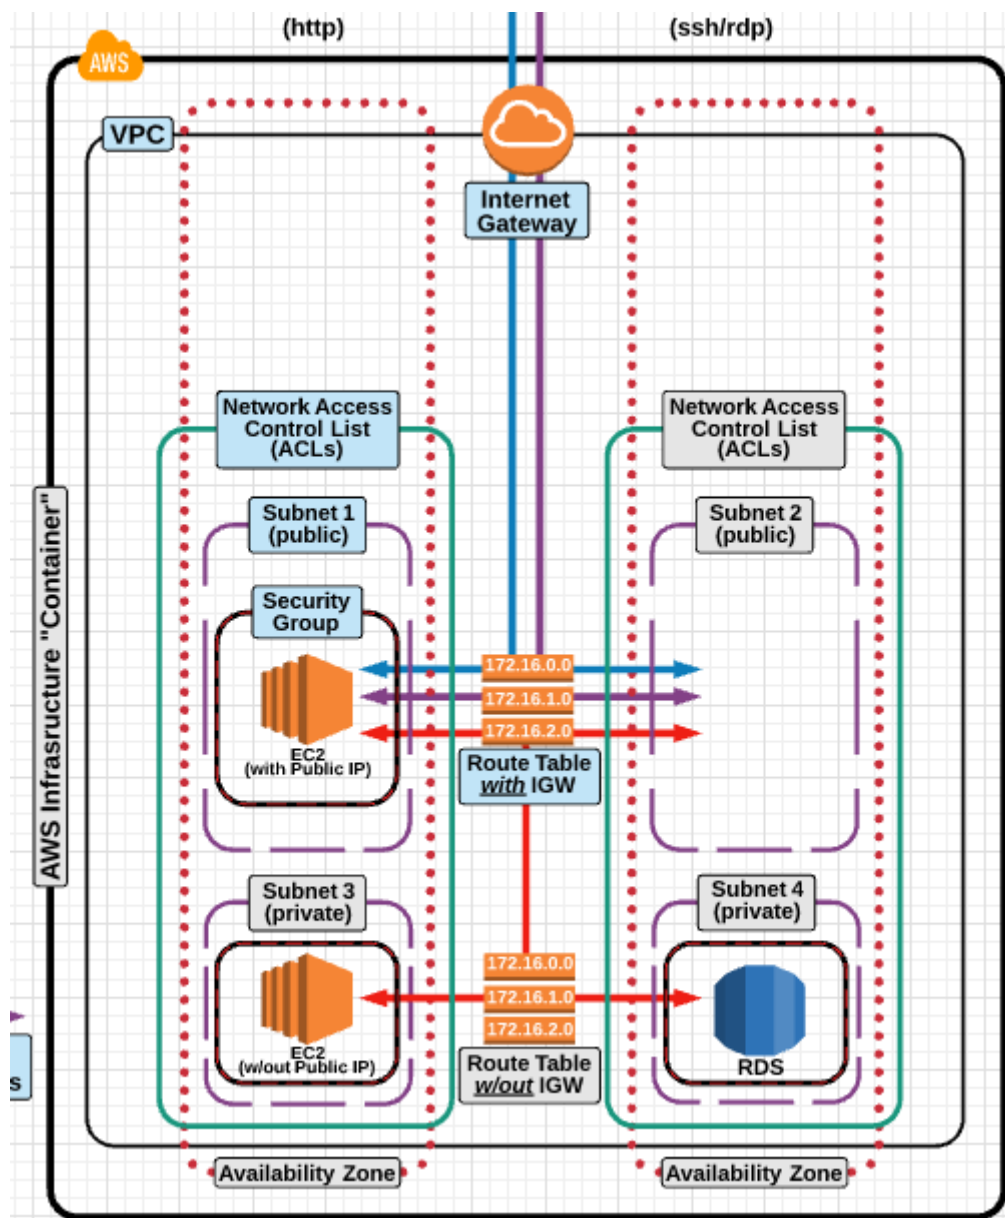 (http)
(ssh/rdp)
AWS
VPC
Internet
Gateway
Network Access
Control List
(ACLs)
Network Access
Control List
(ACLs)
AWS Infrasructure "Container"
Subnet 1
(public)
Subnet 2
(public)
Security
Group
172.16.0.0
172.16.1.0
172.16.2.0
EC2
(with Public IP)
Route Table
with IGW
Subnet 3
(private)
Subnet 4
(private)
172.16.0.0
172.16.1.0
172.16.2.0
EC2
(w/out Public IP)
Route Table
w/out IGW
RDS
s
Availability Zone
Availability Zone